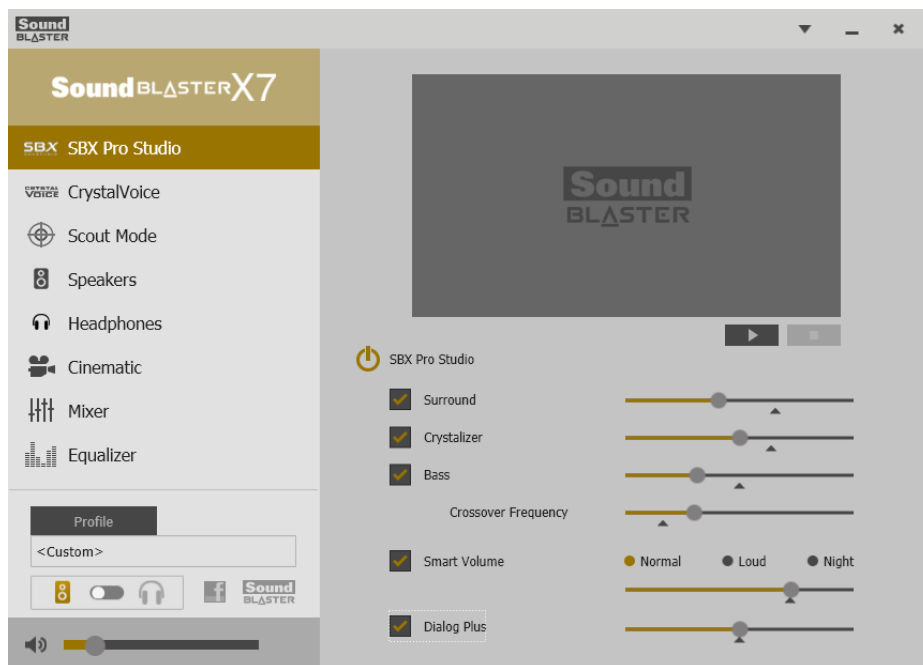 Sound
BLASTER
Sound BLASTER X7
SBX SBX Pro Studio
CRYSTAL
VOICE CrystalVoice
Scout Mode
Speakers
Headphones
Cinematic
Mixer
Equalizer
Profile
<Custom>
f Sound
BLASTER
Sound
BLASTER
SBX Pro Studio
Surround
Crystalizer
Bass
Crossover Frequency
Smart Volume Normal Loud Night
Dialog Plus